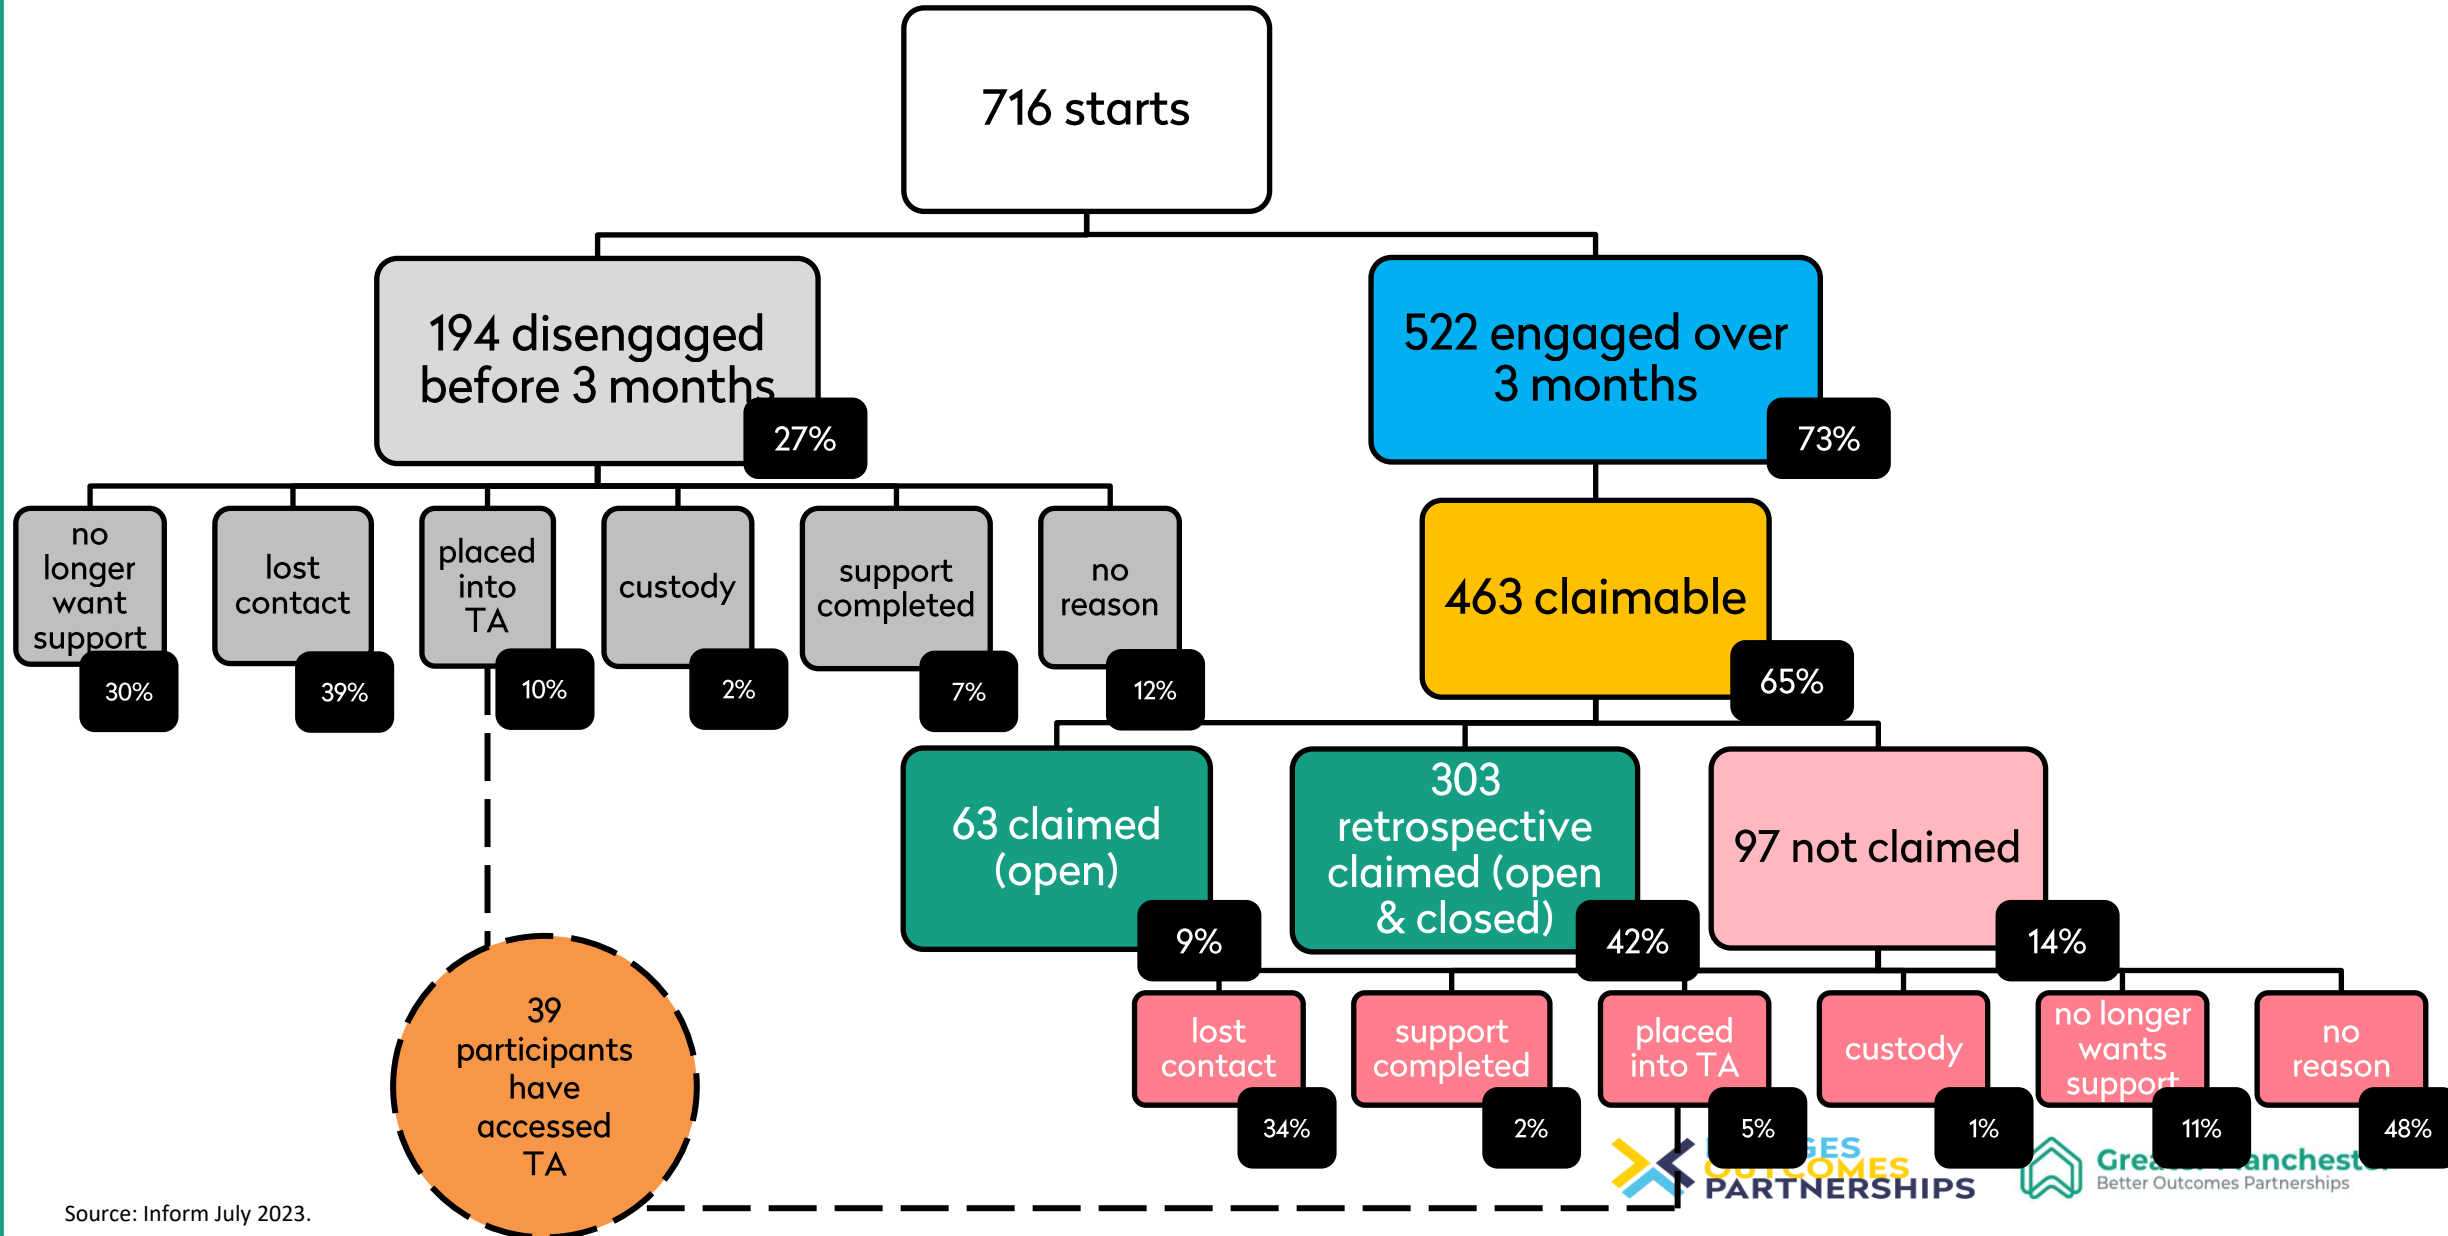 716 starts
194 disengaged
before 3 months
27%
522 engaged over
3 months
73%
no
longer
want
support
30%
lost
contact
39%
placed
into
TA
10%
custody
2%
support
completed
7%
no
reason
12%
463 claimable
65%
63 claimed
(open)
9%
303
retrospective
claimed (open
& closed)
42%
97 not claimed
14%
lost
contact
34%
support
completed
2%
placed
into TA
5%
custody
1%
no longer
wants
support
11%
no
reason
48%
39
participants
have
accessed
TA
OUTCOMES
PARTNERSHIPS
Greater Manchester
Better Outcomes Partnerships
Source: Inform July 2023.